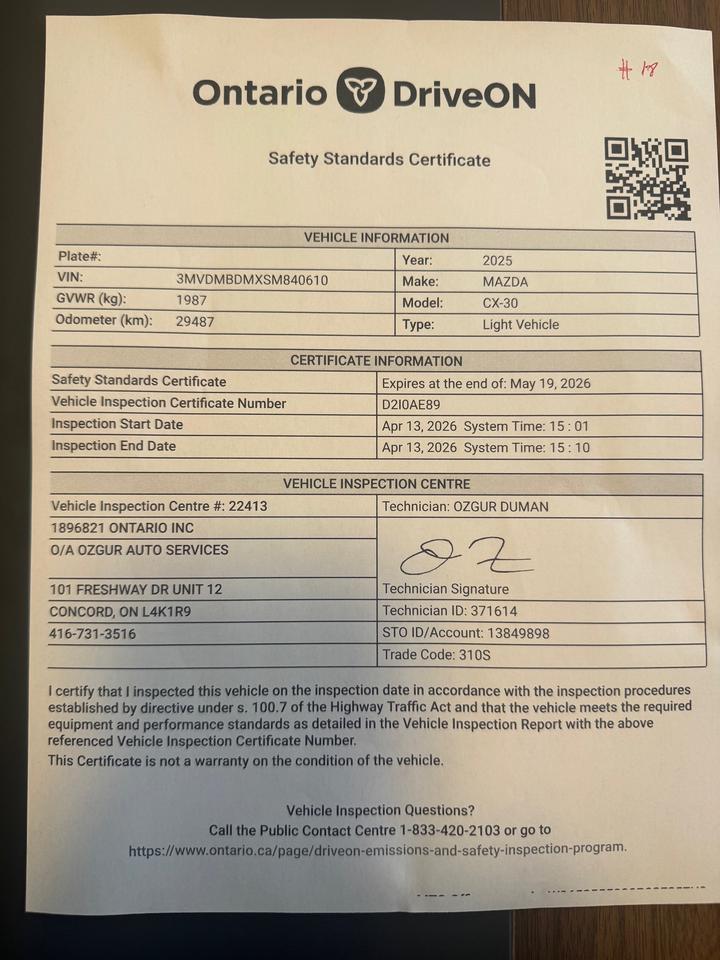 # 18
Ontario DriveON
Safety Standards Certificate
VEHICLE INFORMATION
Plate#:
Year: 2025
VIN: 3MVDMBDMXSM840610
Make: MAZDA
GVWR (kg): 1987
Model: CX-30
Odometer (km): 29487
Type: Light Vehicle
CERTIFICATE INFORMATION
Safety Standards Certificate Expires at the end of: May 19, 2026
Vehicle Inspection Certificate Number D2I0AE89
Inspection Start Date Apr 13, 2026 System Time: 15 : 01
Inspection End Date Apr 13, 2026 System Time: 15 : 10
VEHICLE INSPECTION CENTRE
Vehicle Inspection Centre #: 22413 Technician: OZGUR DUMAN
1896821 ONTARIO INC
O/A OZGUR AUTO SERVICES
101 FRESHWAY DR UNIT 12 Technician Signature
CONCORD, ON L4K1R9 Technician ID: 371614
416-731-3516 STO ID/Account: 13849898
Trade Code: 310S
I certify that I inspected this vehicle on the inspection date in accordance with the inspection procedures
established by directive under s. 100.7 of the Highway Traffic Act and that the vehicle meets the required
equipment and performance standards as detailed in the Vehicle Inspection Report with the above
referenced Vehicle Inspection Certificate Number.
This Certificate is not a warranty on the condition of the vehicle.
Vehicle Inspection Questions?
Call the Public Contact Centre 1-833-420-2103 or go to
https://www.ontario.ca/page/driveon-emissions-and-safety-inspection-program.